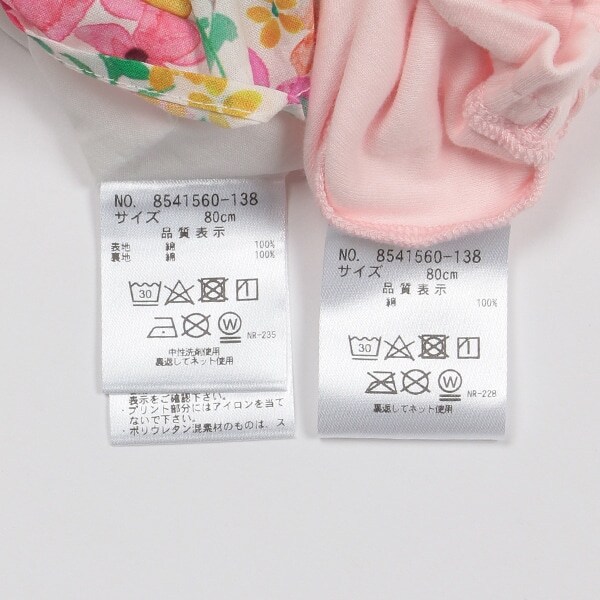 NO. 8541560-138
サイズ 80cm
品質表示
表地 綿 100%
裏地 綿 100%
30
W
NR-235
中性洗剤使用
裏返してネット使用
表示をご確認下さい。
・プリント部分にはアイロンを当て
ないで下さい。
・ポリウレタン混素材のものは、ス
NO. 8541560-138
サイズ 80cm
品質表示
綿 100%
30
W
NR-228
裏返してネット使用